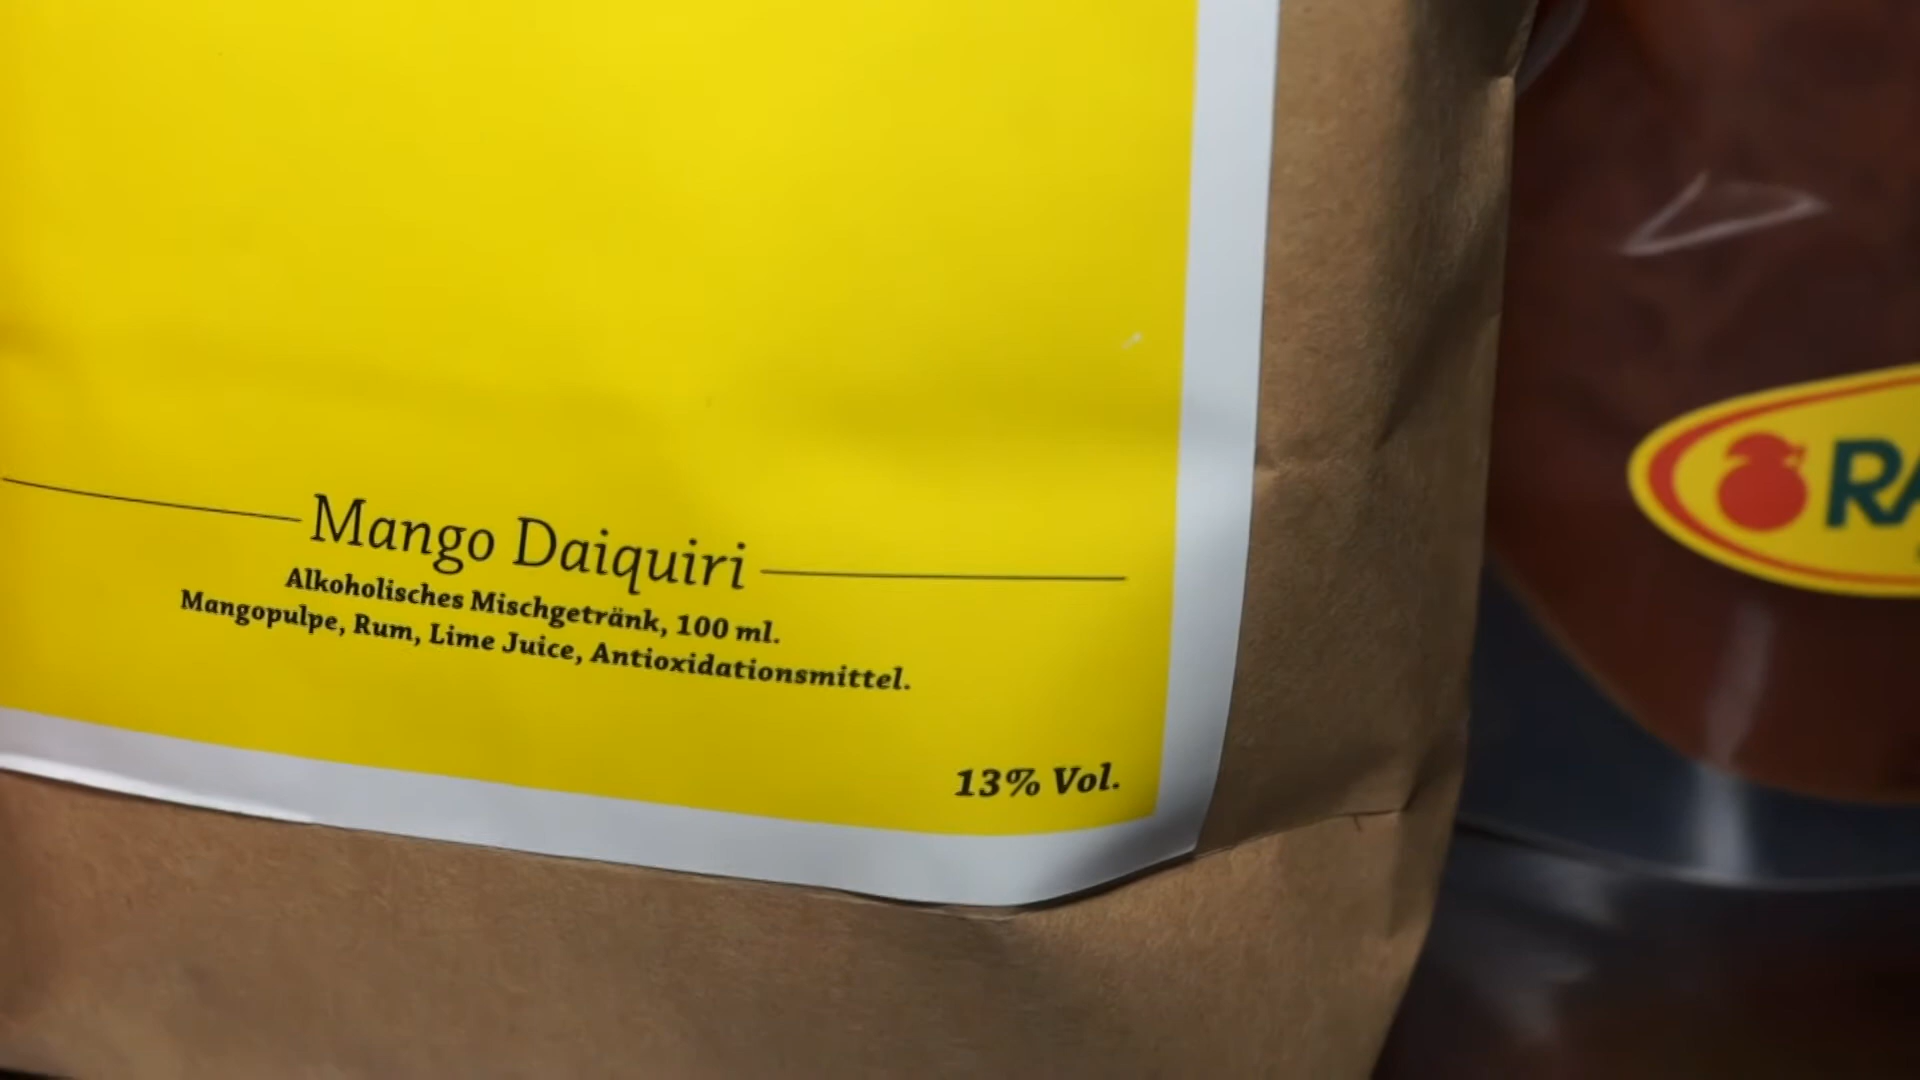 Mango Daiquiri
Alkoholisches Mischgetränk, 100 ml.
Mangopulpe, Rum, Lime Juice, Antioxidationsmittel.
13% Vol.